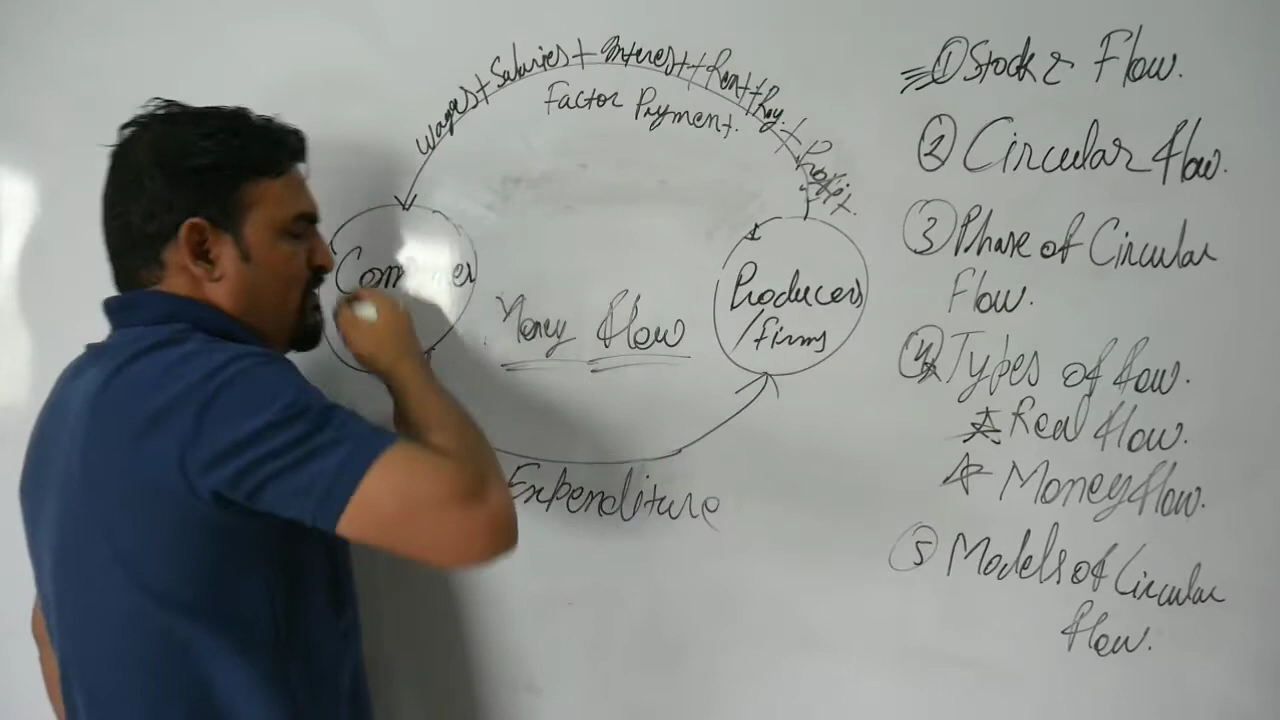 Wages + Salaries + Interest + Rent + Roy. + Profit.
Factor Payment.
Producers
/firms
Money flow
Expenditure
① Stock & Flow.
② Circular flow.
③ Phase of Circular
Flow.
④ Types of flow.
Real flow.
Money flow.
⑤ Models of Circular
flow.